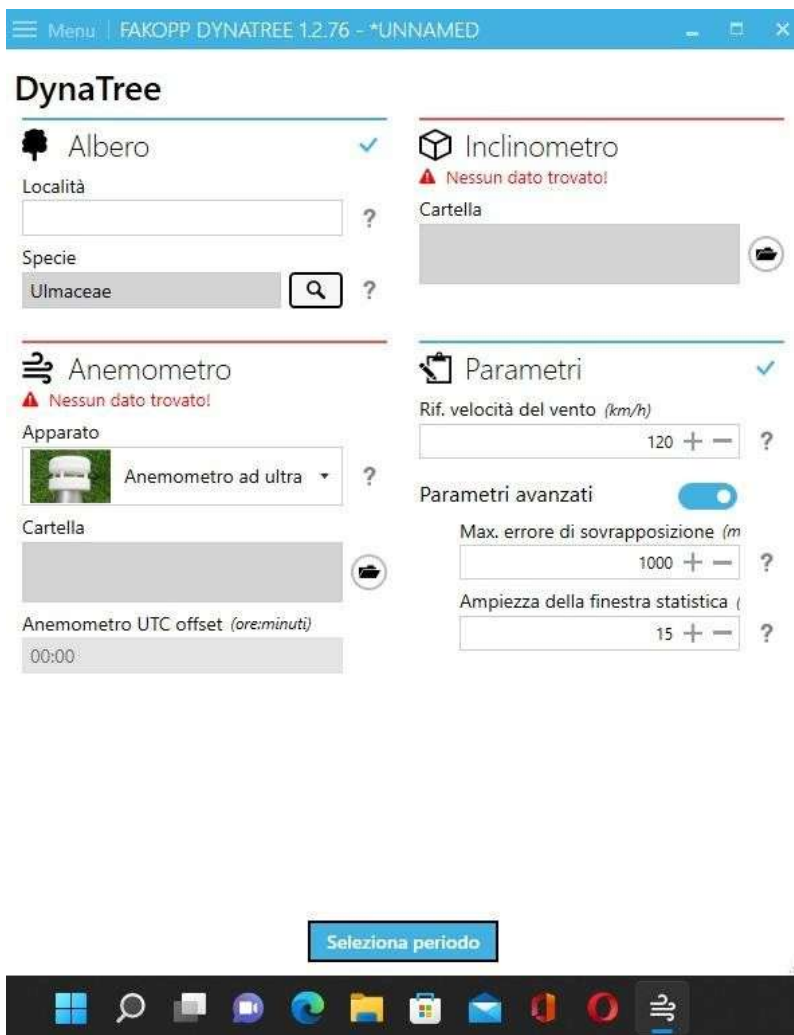 Menu | FAKOPP DYNATREE 1.2.76 - *UNNAMED
DynaTree
Albero
Località
?
Specie
Ulmaceae
?
Inclinometro
Nessun dato trovato!
Cartella
Anemometro
Nessun dato trovato!
Apparato
Anemometro ad ultra
?
Cartella
Anemometro UTC offset (ore:minuti)
00:00
Parametri
Rif. velocità del vento (km/h)
120 + −
?
Parametri avanzati
Max. errore di sovrapposizione (m
1000 + −
?
Ampiezza della finestra statistica (
15 + −
?
Seleziona periodo